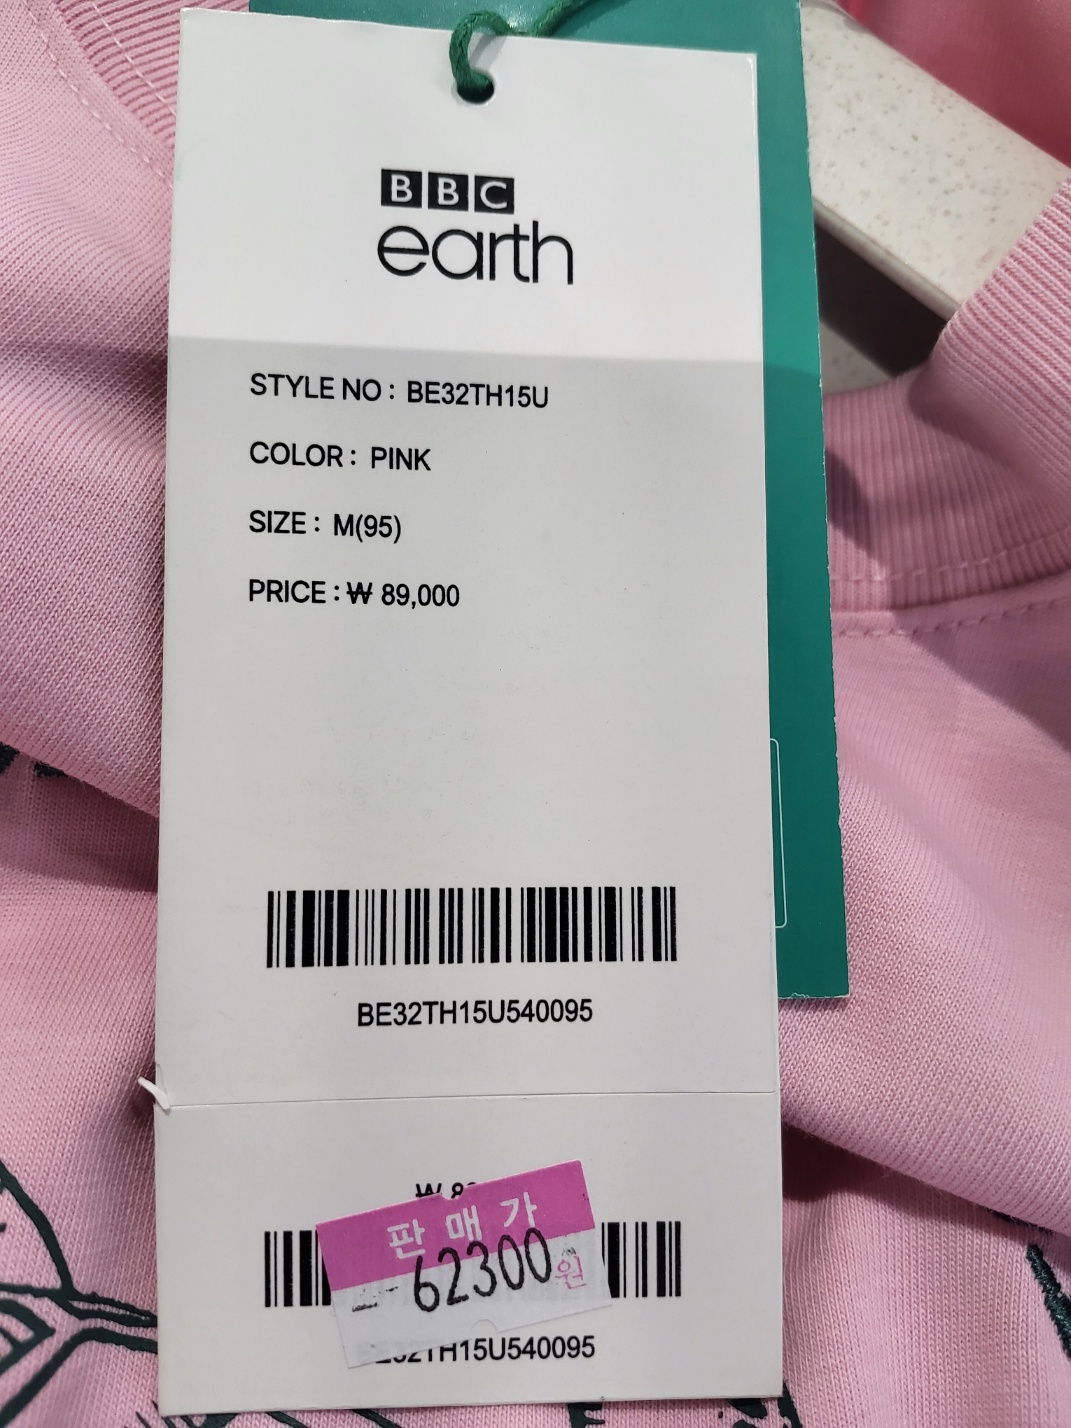 BBC
earth
STYLE NO : BE32TH15U
COLOR : PINK
SIZE : M(95)
PRICE : ₩ 89,000
BE32TH15U540095
₩
판매가
62300원
TH15U540095